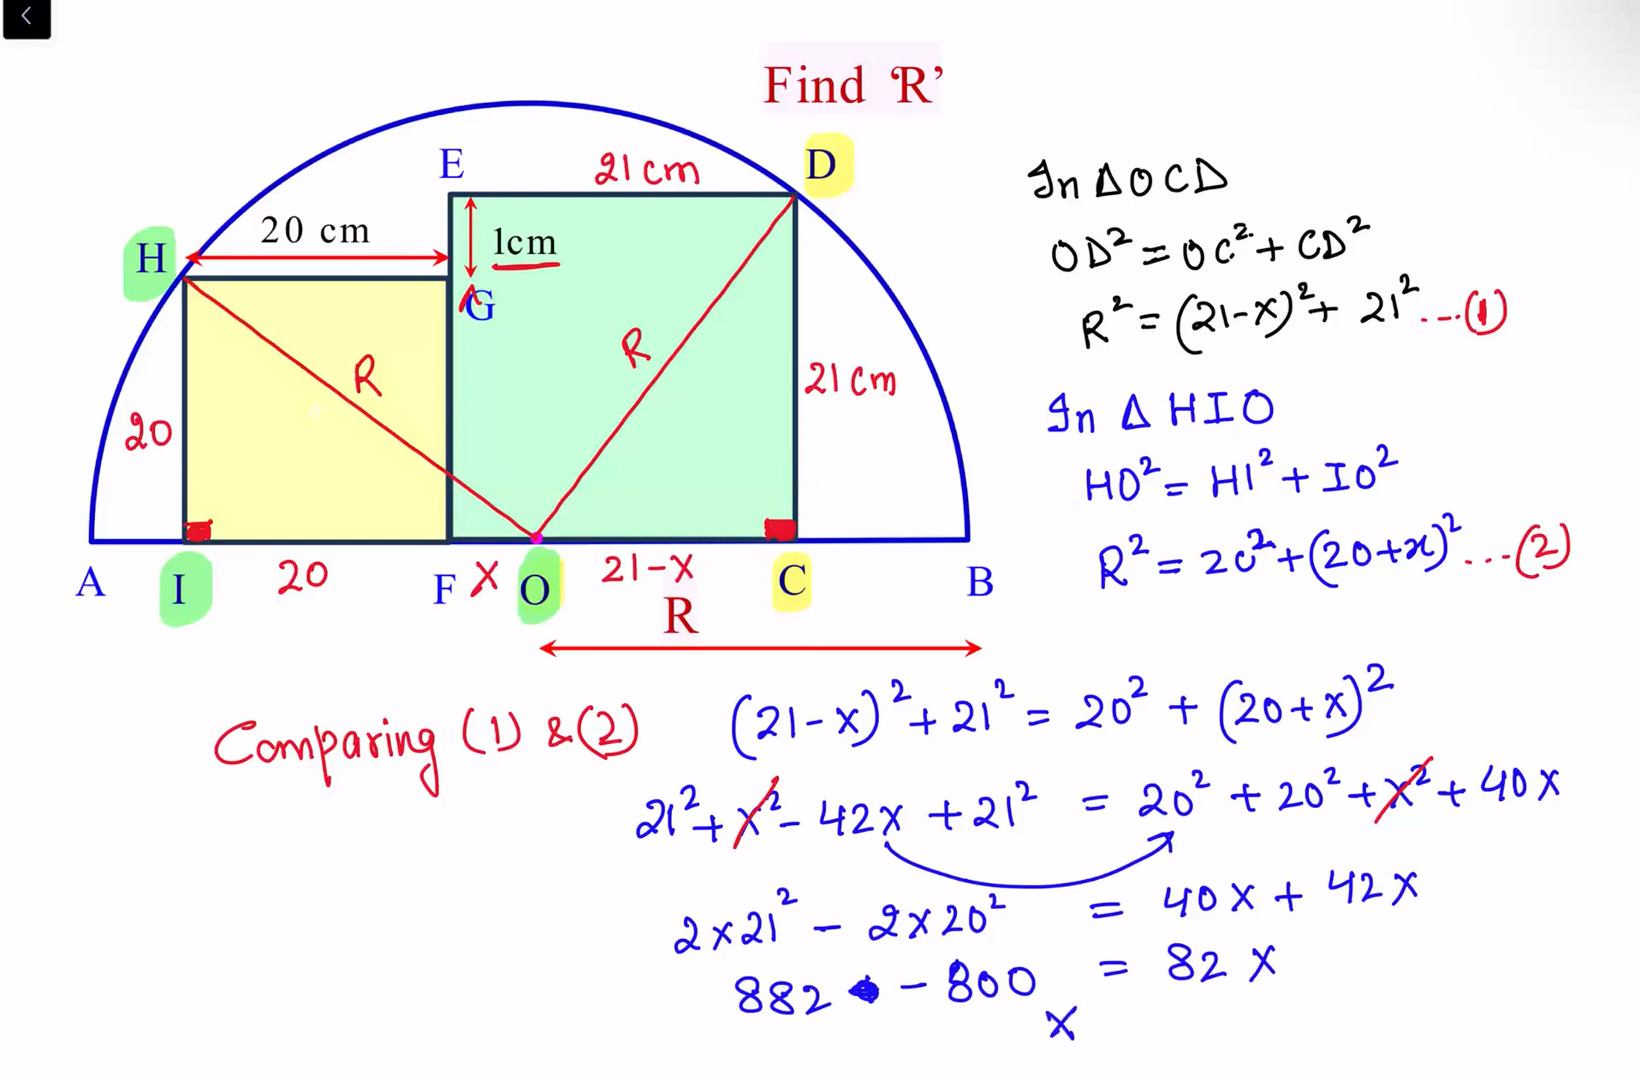 Find 'R'
E
21 cm
D
H
20 cm
1cm
G
R
R
20
21 cm
A
I
20
F
X
O
21-x
C
B
R
In ΔOCD
OD² = OC² + CD²
R² = (21-x)² + 21² ...(1)
In Δ HIO
HO² = HI² + IO²
R² = 20² + (20+x)² ...(2)
Comparing (1) & (2)
(21-x)² + 21² = 20² + (20+x)²
21² + x² - 42x + 21² = 20² + 20² + x² + 40x
2×21² - 2×20² = 40x + 42x
882 - 800 = 82 x
x